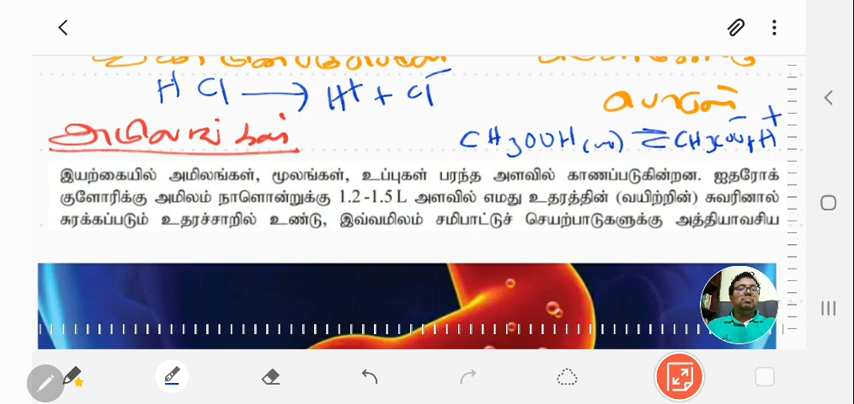 H Cl ⟶ H+ + Cl−
அமிலங்கள்
CH3OOH(aq) ⇌ CH3COO− + H+
இயற்கையில் அமிலங்கள், மூலங்கள், உப்புகள் பரந்த அளவில் காணப்படுகின்றன. ஐதரோக்
குளோரிக்கு அமிலம் நாளொன்றுக்கு 1.2 -1.5 L அளவில் எமது உதரத்தின் (வயிற்றின்) சுவரினால்
சுரக்கப்படும் உதரச்சாறில் உண்டு, இவ்வமிலம் சமிபாட்டுச் செயற்பாடுகளுக்கு அத்தியாவசிய